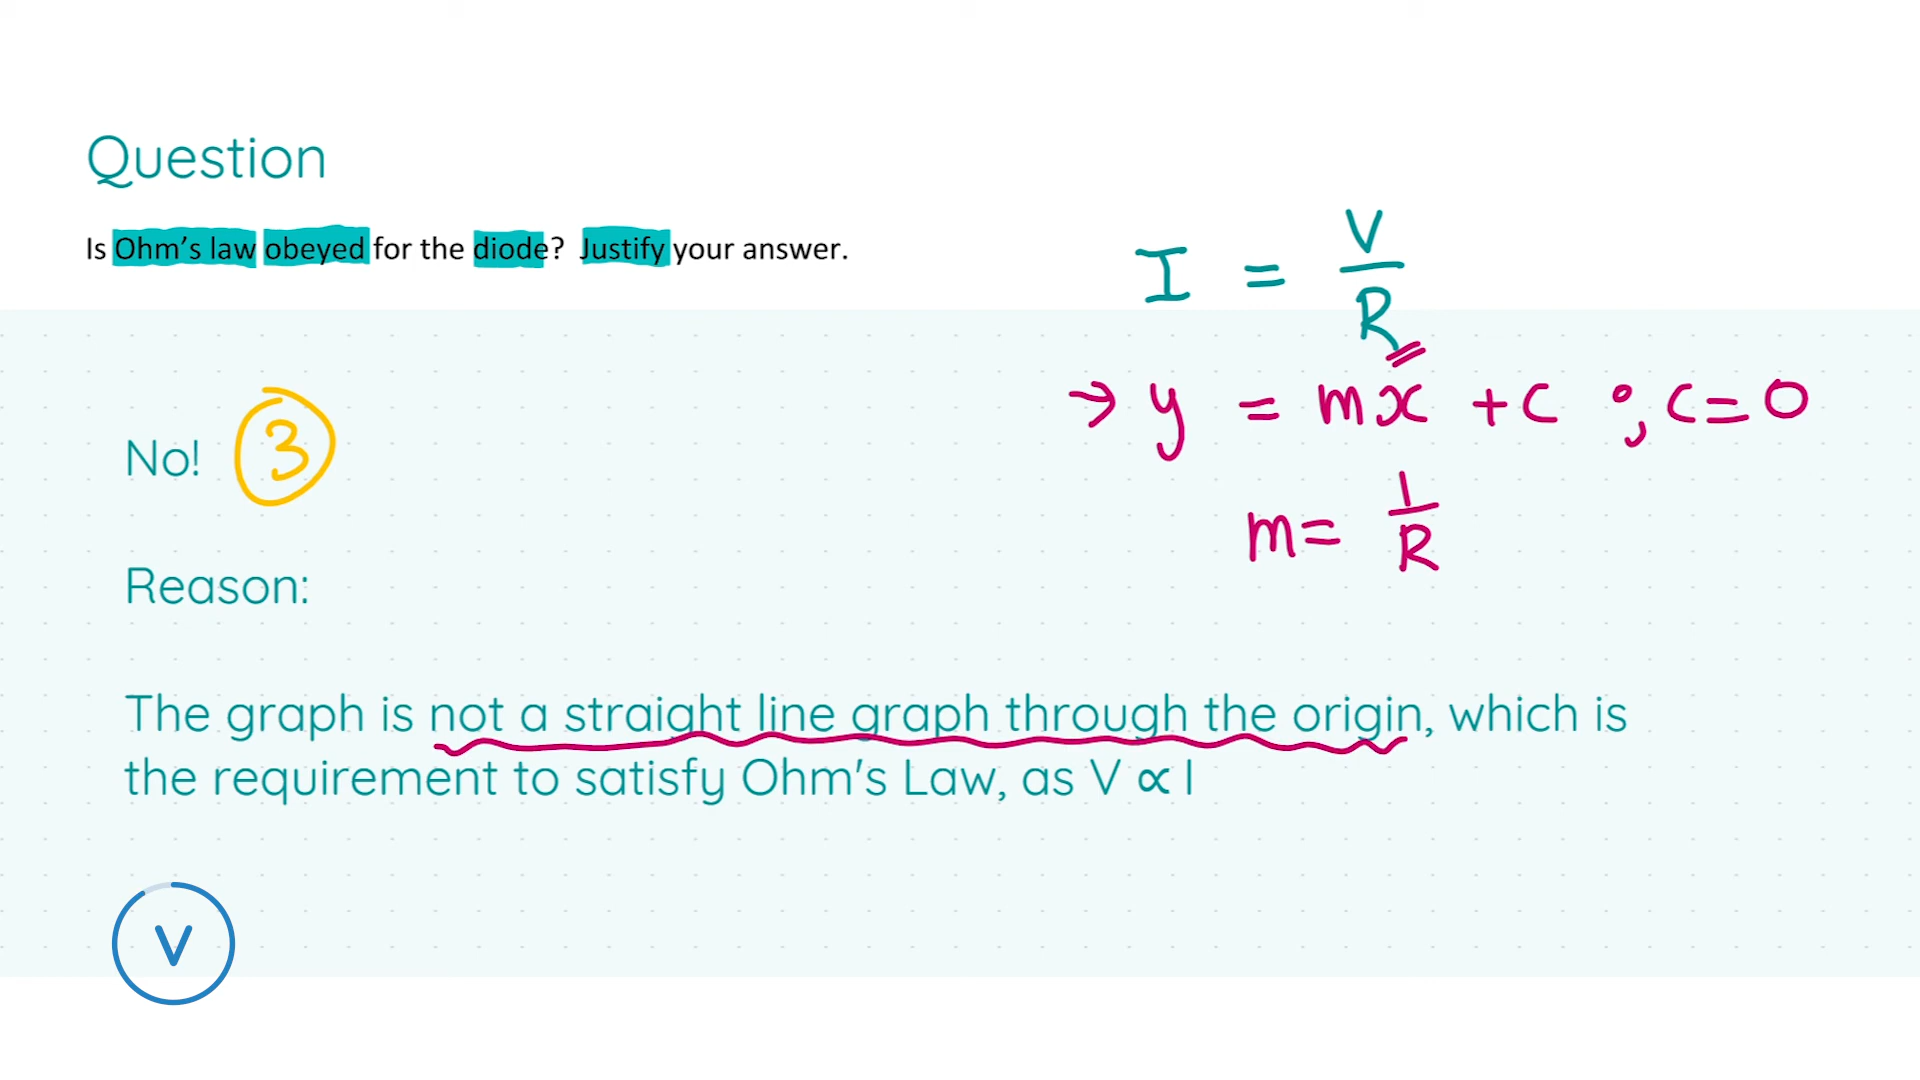 Question
Is Ohm's law obeyed for the diode? Justify your answer.
I = V/R
→ y = mx + c ; c = 0
m = 1/R
No! 3
Reason:
The graph is not a straight line graph through the origin, which is
the requirement to satisfy Ohm's Law, as V ∝ I
V